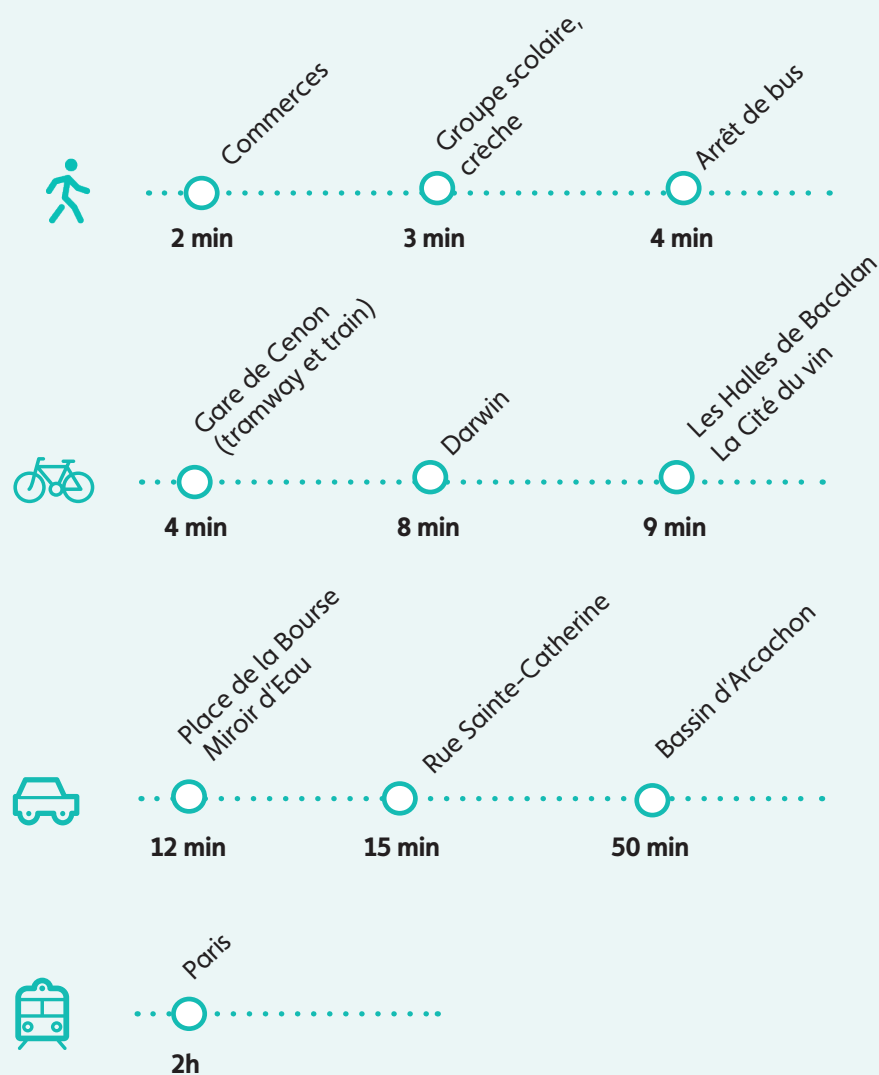 Commerces
Groupe scolaire,
crèche
Arrêt de bus
2 min
3 min
4 min
Gare de Cenon
(tramway et train)
Darwin
Les Halles de Bacalan
La Cité du vin
4 min
8 min
9 min
Place de la Bourse
Miroir d'Eau
Rue Sainte-Catherine
Bassin d'Arcachon
12 min
15 min
50 min
Paris
2h